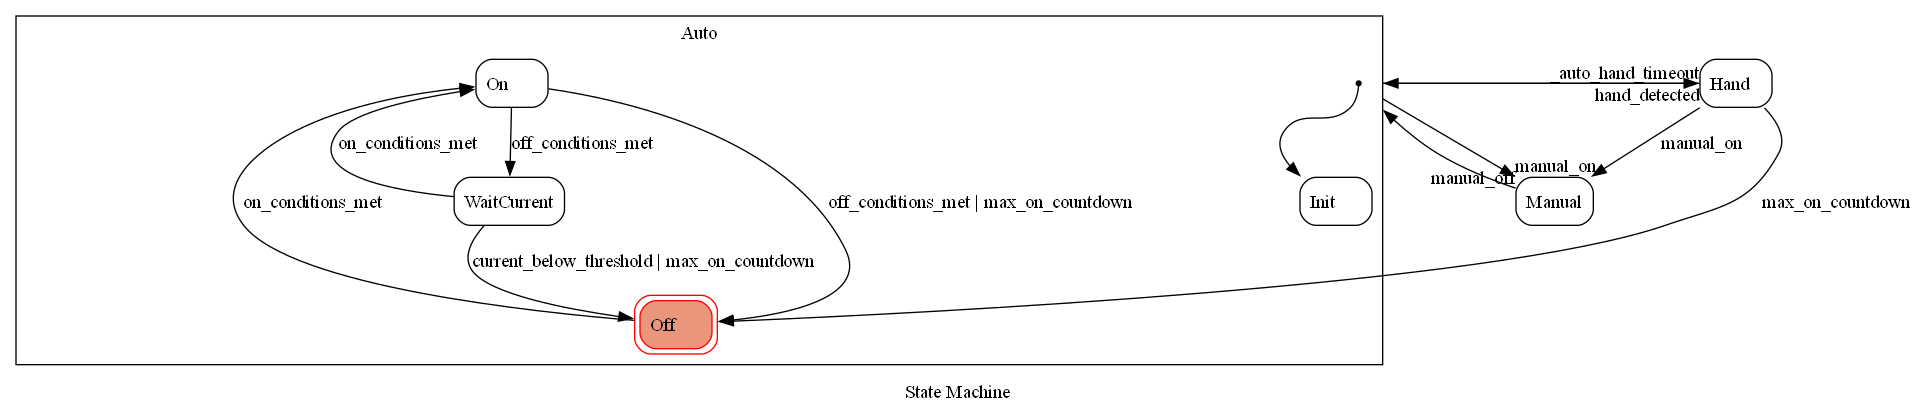 Auto
On
_auto_hand_timeout
hand_detected
Hand
on_conditions_met
off_conditions_met
manual_on
manual_on
manual_off
on_conditions_met
WaitCurrent
off_conditions_met | max_on_countdown
Init
Manual
max_on_countdown
current_below_threshold | max_on_countdown
Off
State Machine